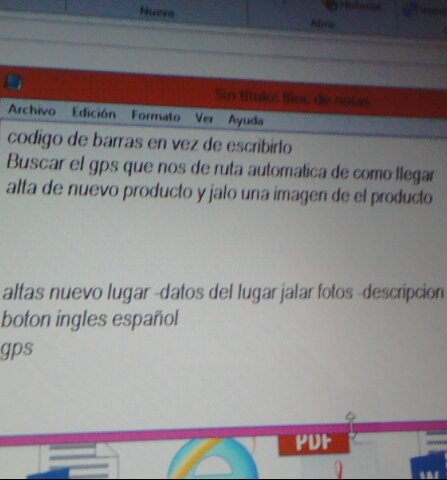 Nuevo
Abrir
Historial
Sin título: Bloc de notas
Archivo Edición Formato Ver Ayuda
codigo de barras en vez de escribirlo
Buscar el gps que nos de ruta automatica de como llegar
alta de nuevo producto y jalo una imagen de el producto
altas nuevo lugar -datos del lugar jalar fotos -descripcion
boton ingles español
gps
PDF